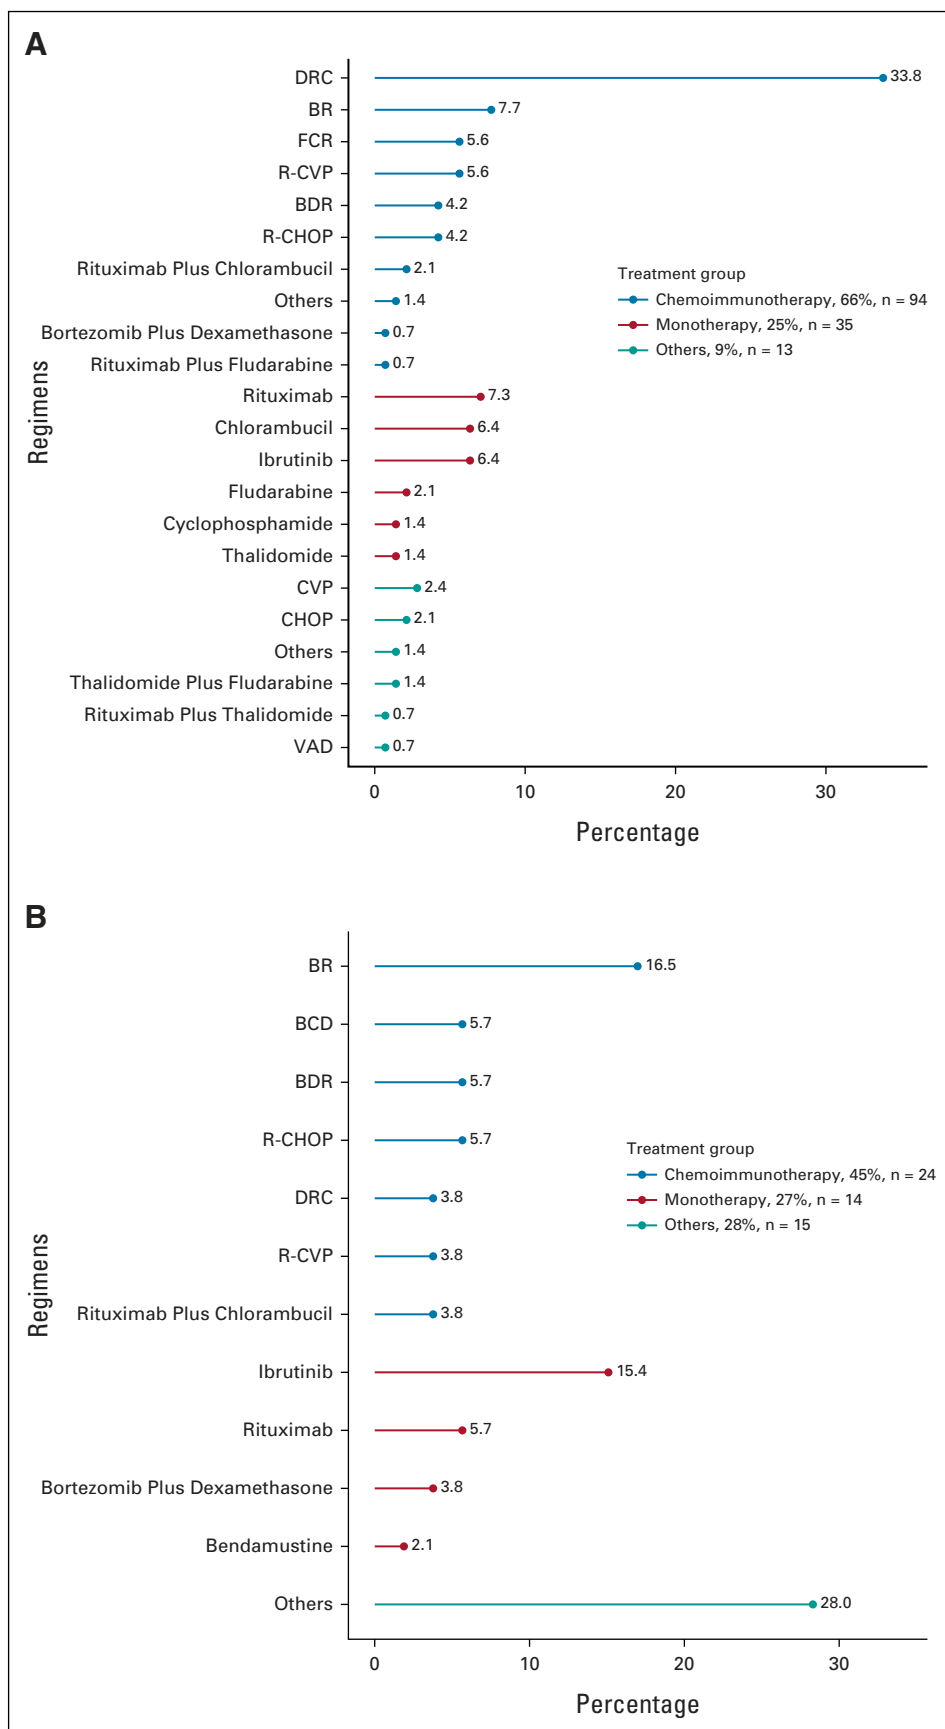 A
DRC 33.8
BR 7.7
FCR 5.6
R-CVP 5.6
BDR 4.2
R-CHOP 4.2
Rituximab Plus Chlorambucil 2.1
Others 1.4
Bortezomib Plus Dexamethasone 0.7
Rituximab Plus Fludarabine 0.7
Rituximab 7.3
Chlorambucil 6.4
Ibrutinib 6.4
Fludarabine 2.1
Cyclophosphamide 1.4
Thalidomide 1.4
CVP 2.4
CHOP 2.1
Others 1.4
Thalidomide Plus Fludarabine 1.4
Rituximab Plus Thalidomide 0.7
VAD 0.7
Regimens
Treatment group
Chemoimmunotherapy, 66%, n = 94
Monotherapy, 25%, n = 35
Others, 9%, n = 13
0 10 20 30
Percentage
B
BR 16.5
BCD 5.7
BDR 5.7
R-CHOP 5.7
DRC 3.8
R-CVP 3.8
Rituximab Plus Chlorambucil 3.8
Ibrutinib 15.4
Rituximab 5.7
Bortezomib Plus Dexamethasone 3.8
Bendamustine 2.1
Others 28.0
Regimens
Treatment group
Chemoimmunotherapy, 45%, n = 24
Monotherapy, 27%, n = 14
Others, 28%, n = 15
0 10 20 30
Percentage